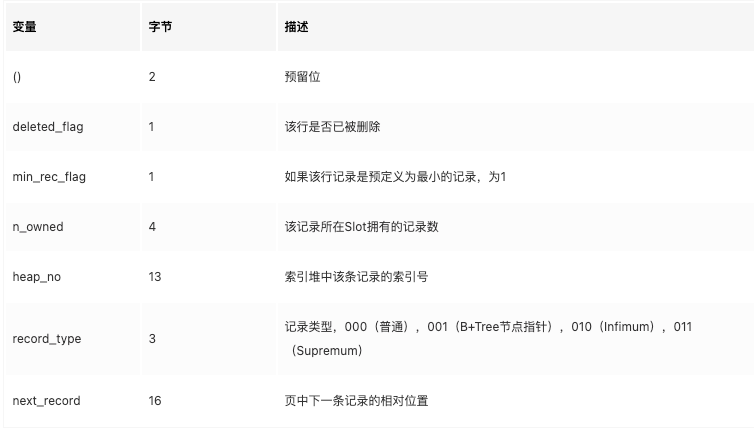 变量 字节 描述
() 2 预留位
deleted_flag 1 该行是否已被删除
min_rec_flag 1 如果该行记录是预定义为最小的记录，为1
n_owned 4 该记录所在Slot拥有的记录数
heap_no 13 索引堆中该条记录的索引号
record_type 3 记录类型，000（普通）, 001（B+Tree节点指针）, 010（Infimum）, 011
（Supremum）
next_record 16 页中下一条记录的相对位置